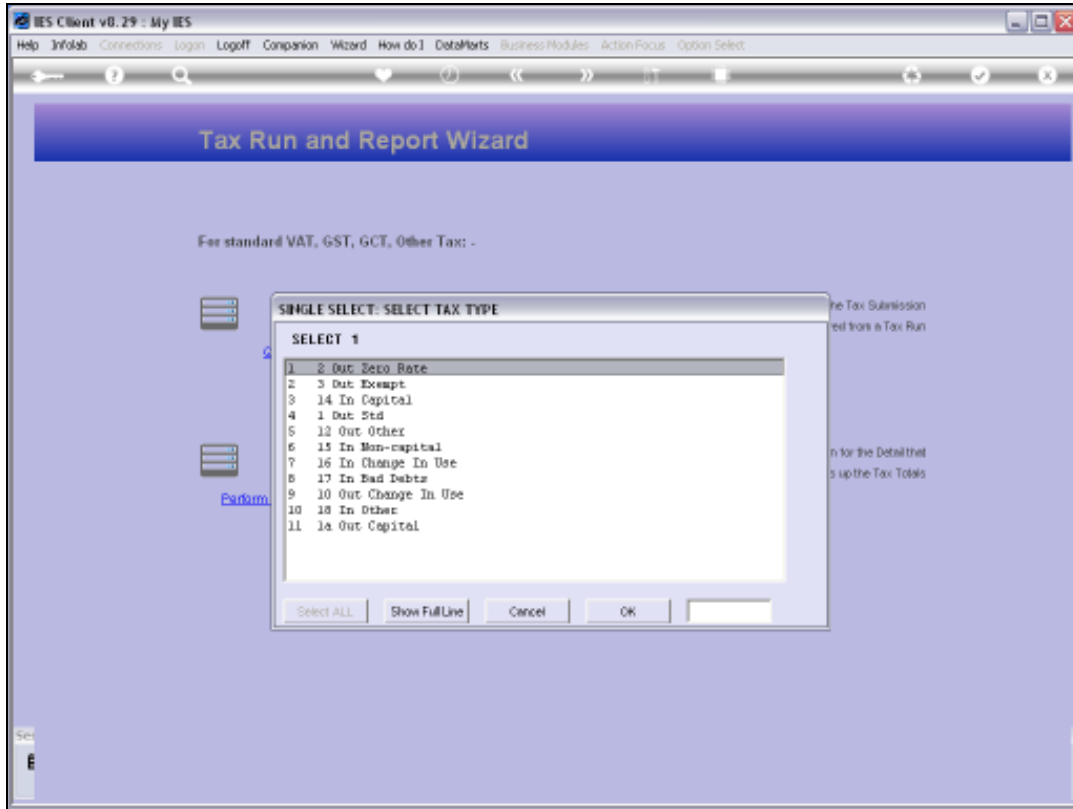 IES Client v8.29 : My IES
Help Infolab Connections Logon Logoff Companion Wizard How do I DataMarts Business Modules Action Focus Option Select
Tax Run and Report Wizard
For standard VAT, GST, GCT, Other Tax: -
he Tax Submission
red from a Tax Run
SINGLE SELECT: SELECT TAX TYPE
SELECT 1
1 2 Out Zero Rate
2 3 Out Exempt
3 14 In Capital
4 1 Out Std
5 12 Out Other
6 15 In Non-capital
7 16 In Change In Use
8 17 In Bad Debts
9 10 Out Change In Use
10 18 In Other
11 1a Out Capital
n for the Detail that
s up the Tax Totals
Perform
Select ALL Show Full Line Cancel OK
Se